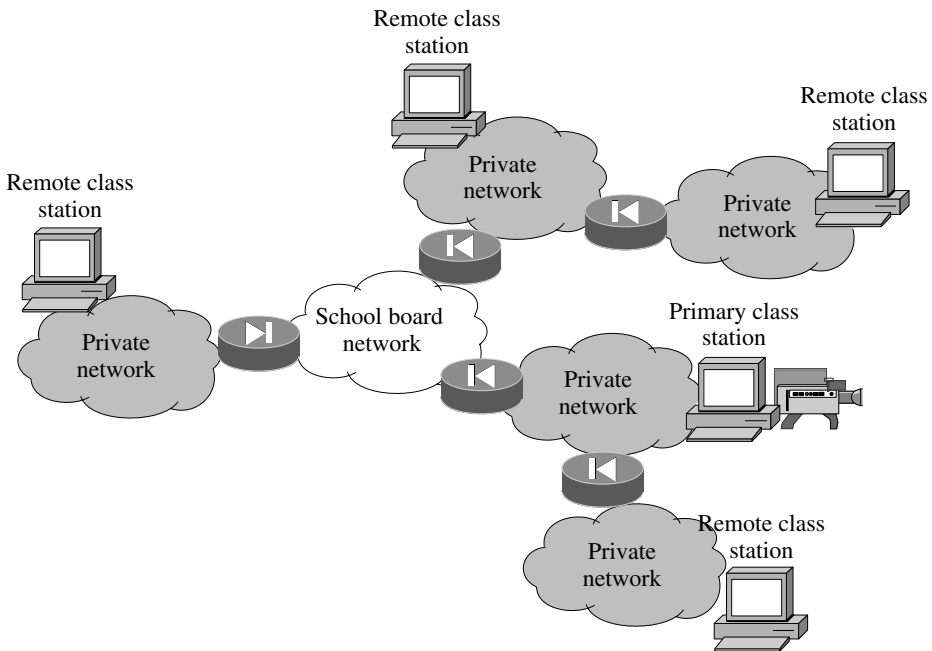 Remote class
station
Remote class
station
Private
network
Remote class
station
Private
network
School board
network
Primary class
station
Private
network
Private
network
Remote class
station
Private
network